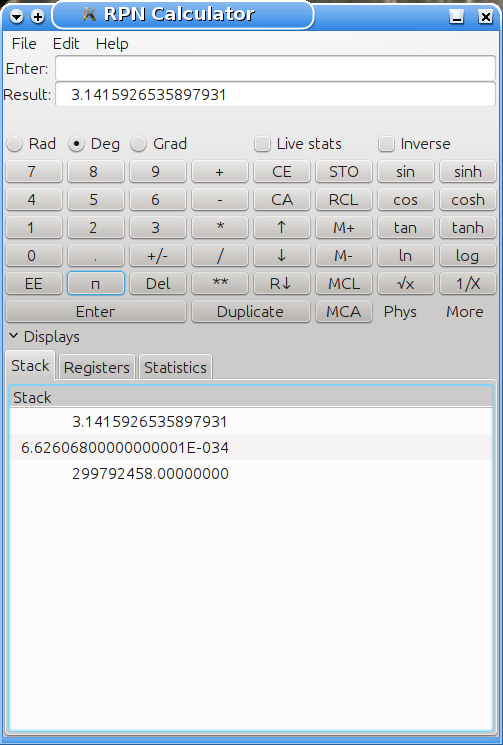 RPN Calculator
File Edit Help
Enter:
Result: 3.1415926535897931
Rad Deg Grad Live stats Inverse
7 8 9 + CE STO sin sinh
4 5 6 - CA RCL cos cosh
1 2 3 * ↑ M+ tan tanh
0 . +/- / ↓ M- ln log
EE п Del ** R↓ MCL √x 1/X
Enter Duplicate MCA Phys More
Displays
Stack Registers Statistics
Stack
3.1415926535897931
6.62606800000000001E-034
299792458.00000000